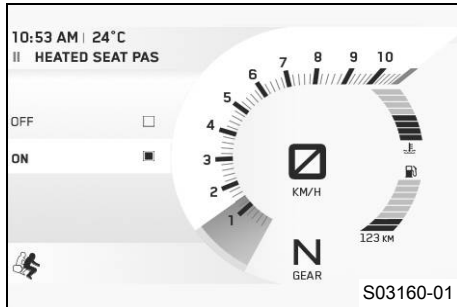 10:53 AM | 24°C
II HEATED SEAT PAS
OFF
ON
1
2
3
4
5
6
7
8
9
10
0
KM/H
N
GEAR
123 KM
S03160-01